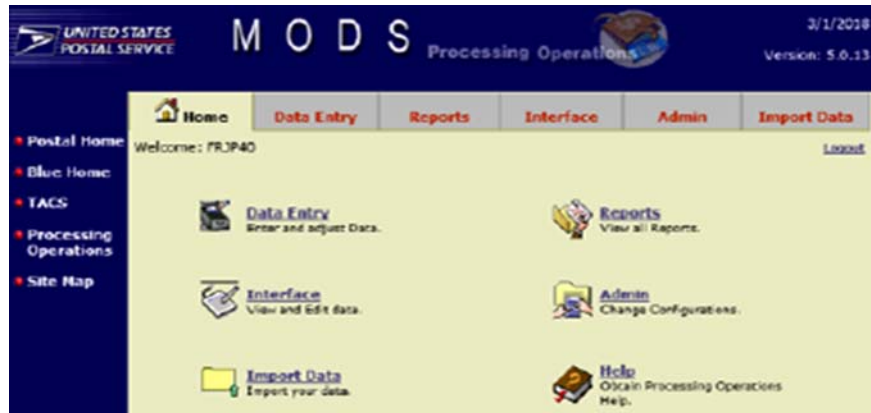 UNITED STATES
POSTAL SERVICE
MODS
Processing Operations
3/1/2018
Version: 5.0.13
Home
Data Entry
Reports
Interface
Admin
Import Data
Postal Home
Blue Home
TACS
Processing
Operations
Site Map
Welcome: FRJP40
Logout
Data Entry
Enter and adjust Data.
Reports
View all Reports.
Interface
View and Edit data.
Admin
Change Configurations.
Import Data
Import your data.
Help
Obtain Processing Operations
Help.